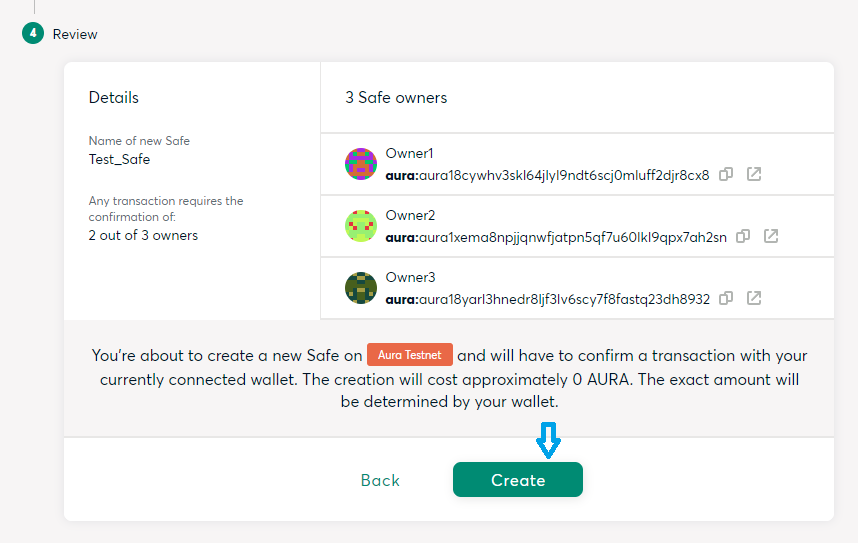 4 Review
Details
Name of new Safe
Test_Safe
Any transaction requires the
confirmation of:
2 out of 3 owners
3 Safe owners
Owner1
aura:aura18cywhv3skl64jlyl9ndt6scj0mluff2djr8cx8
Owner2
aura:aura1xema8npjjqnwfjatpn5qf7u60lkl9qpx7ah2sn
Owner3
aura:aura18yarl3hnedr8ljf3lv6scy7f8fastq23dh8932
You're about to create a new Safe on Aura Testnet and will have to confirm a transaction with your
currently connected wallet. The creation will cost approximately 0 AURA. The exact amount will
be determined by your wallet.
Back
Create